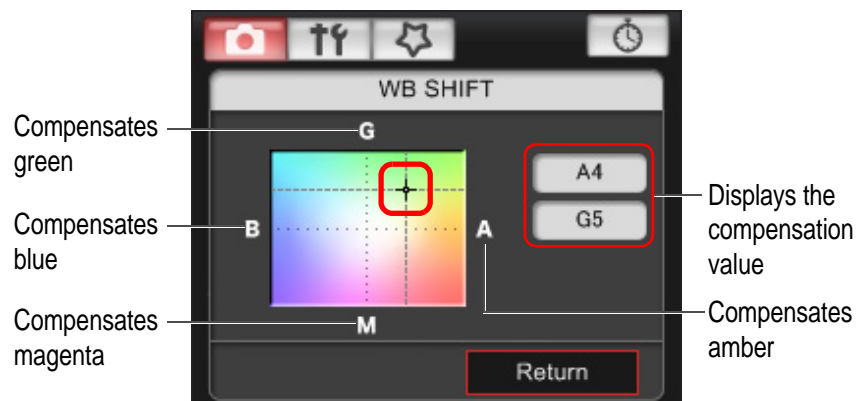 WB SHIFT
Compensates
green
G
A4
Compensates
blue
B
A
G5
Displays the
compensation
value
Compensates
magenta
M
Compensates
amber
Return